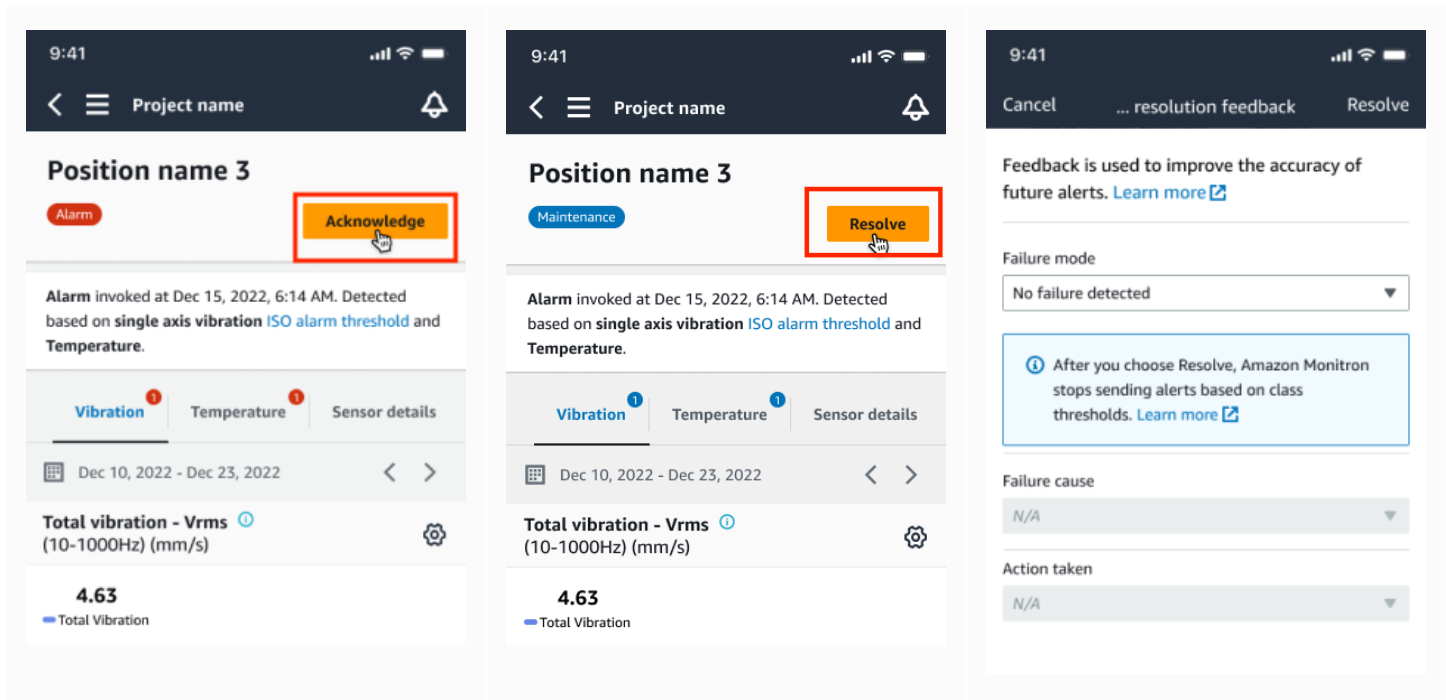 9:41
Project name
Position name 3
Alarm
Acknowledge
Alarm invoked at Dec 15, 2022, 6:14 AM. Detected
based on single axis vibration ISO alarm threshold and
Temperature.
Vibration 1
Temperature 1
Sensor details
Dec 10, 2022 - Dec 23, 2022
Total vibration - Vrms
(10-1000Hz) (mm/s)
4.63
Total Vibration
9:41
Project name
Position name 3
Maintenance
Resolve
Alarm invoked at Dec 15, 2022, 6:14 AM. Detected
based on single axis vibration ISO alarm threshold and
Temperature.
Vibration 1
Temperature 1
Sensor details
Dec 10, 2022 - Dec 23, 2022
Total vibration - Vrms
(10-1000Hz) (mm/s)
4.63
Total Vibration
9:41
Cancel
... resolution feedback
Resolve
Feedback is used to improve the accuracy of
future alerts. Learn more
Failure mode
No failure detected
After you choose Resolve, Amazon Monitron
stops sending alerts based on class
thresholds. Learn more
Failure cause
N/A
Action taken
N/A